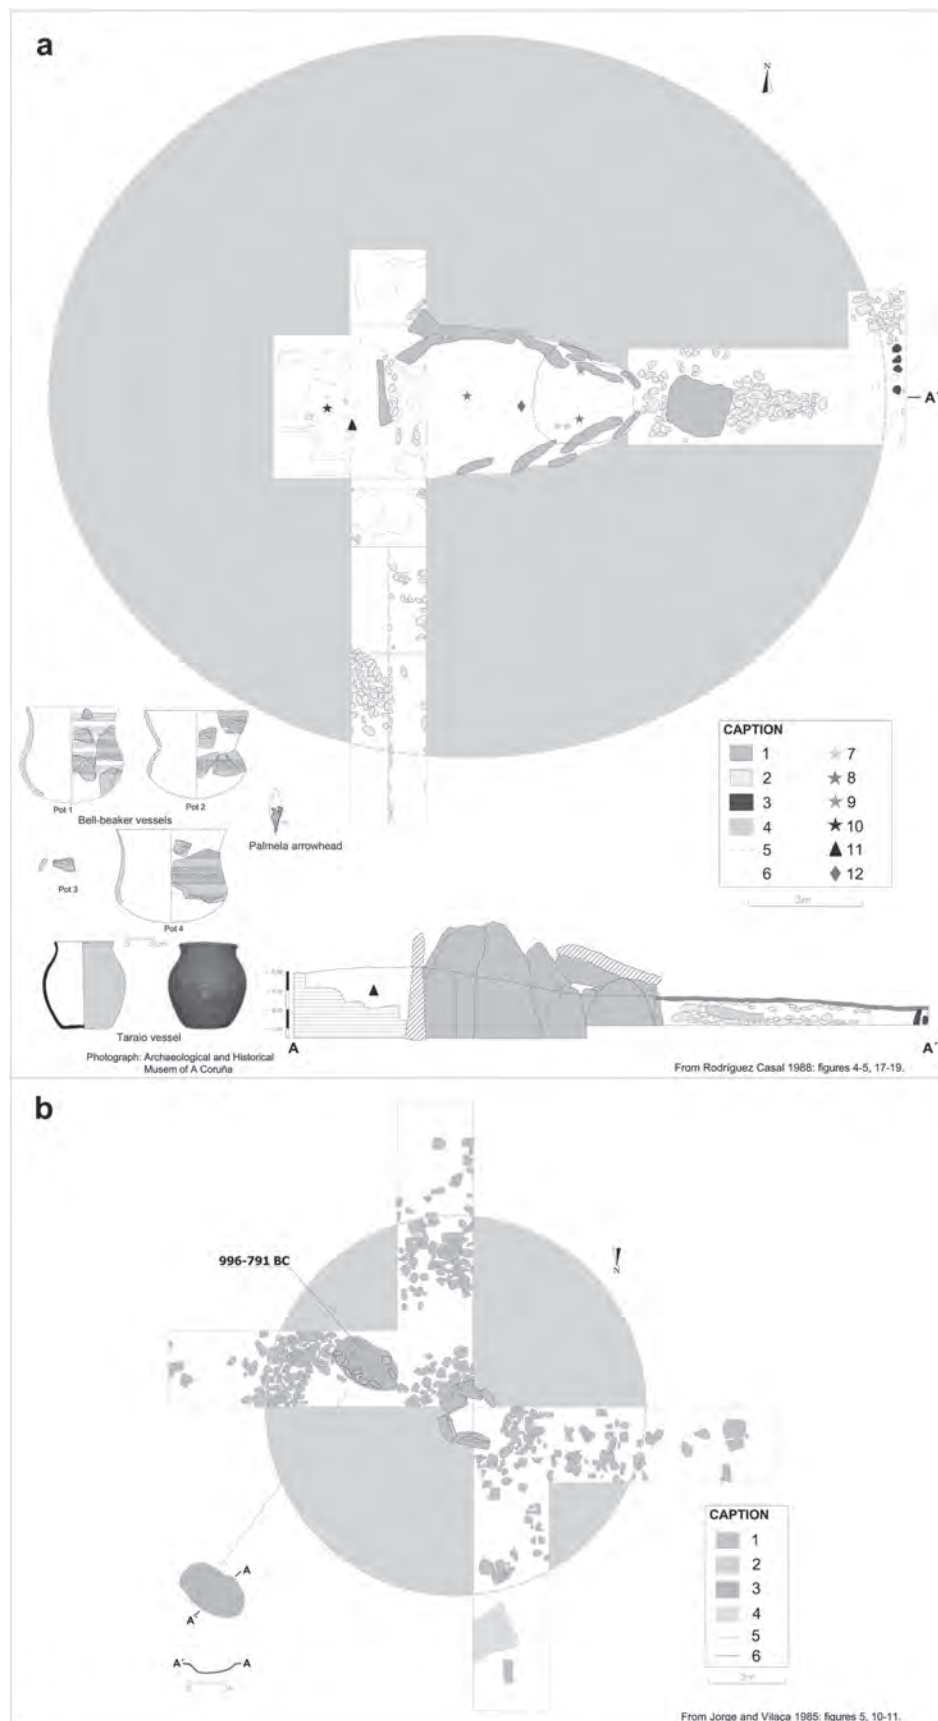 a
N
A´
Pot 1
Pot 2
Bell-beaker vessels
Palmela arrowhead
Pot 3
Pot 4
CAPTION
1
2
3
4
5
6
7
8
9
10
11
12
3m
Taraio vessel
Photograph: Archaeological and Historical
Musem of A Coruña
A
A´
From Rodríguez Casal 1988: figures 4-5, 17-19.
b
996-791 BC
N
A
A´
A´
A
CAPTION
1
2
3
4
5
6
From Jorge and Vilaça 1985: figures 5, 10-11.